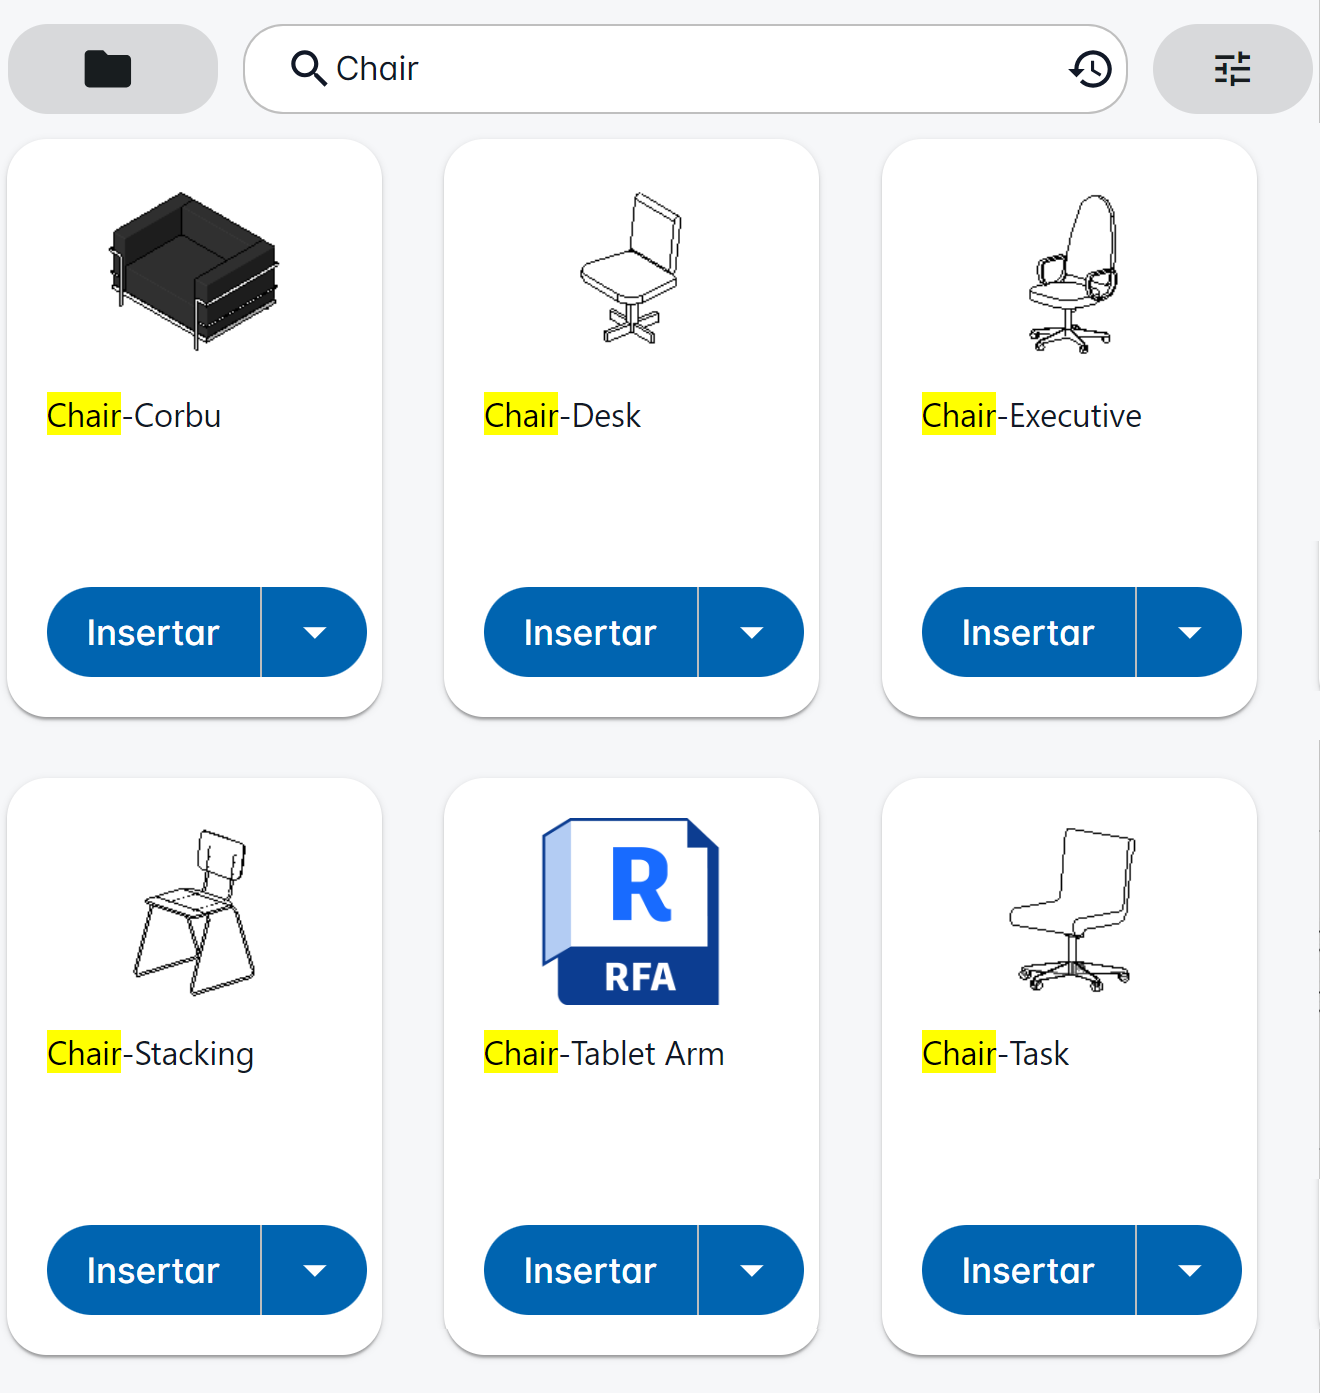 Chair
Chair-Corbu
Chair-Desk
Chair-Executive
Insertar
Insertar
Insertar
R
RFA
Chair-Stacking
Chair-Tablet Arm
Chair-Task
Insertar
Insertar
Insertar